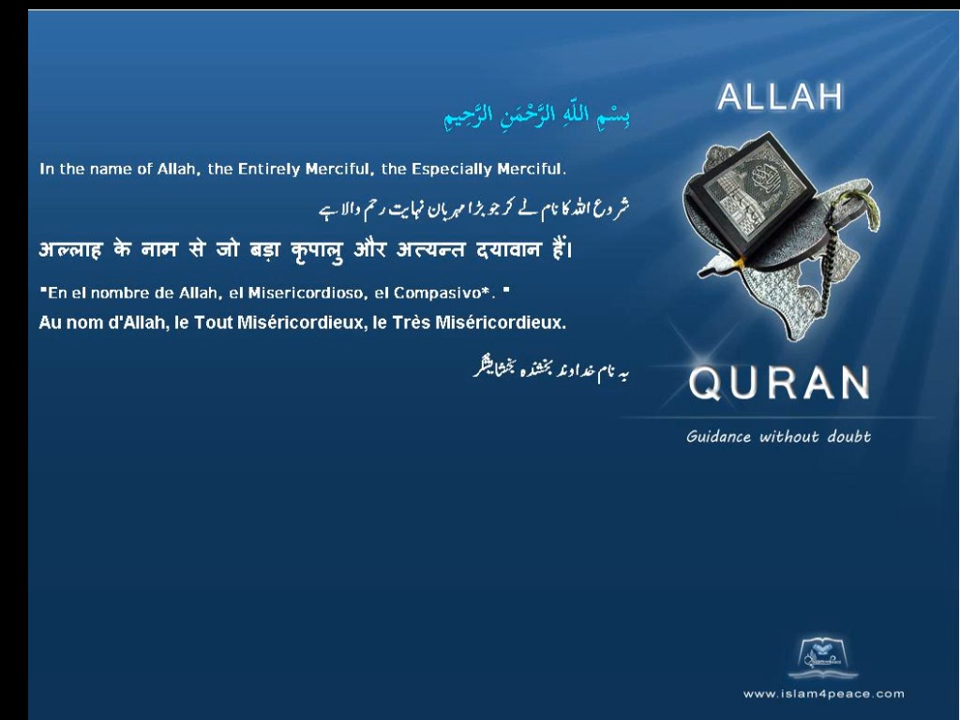 بِسْمِ اللّهِ الرَّحْمَنِ الرَّحِيمِ
In the name of Allah, the Entirely Merciful, the Especially Merciful.
شروع الله کا نام لے کر جو بڑا مہربان نہایت رحم والا ہے
अल्लाह के नाम से जो बड़ा कृपालु और अत्यन्त दयावान हैं।
"En el nombre de Allah, el Misericordioso, el Compasivo*. "
Au nom d'Allah, le Tout Miséricordieux, le Très Miséricordieux.
به نام خداوند بخشنده بخشایشگر
ALLAH
QURAN
Guidance without doubt
www.islam4peace.com